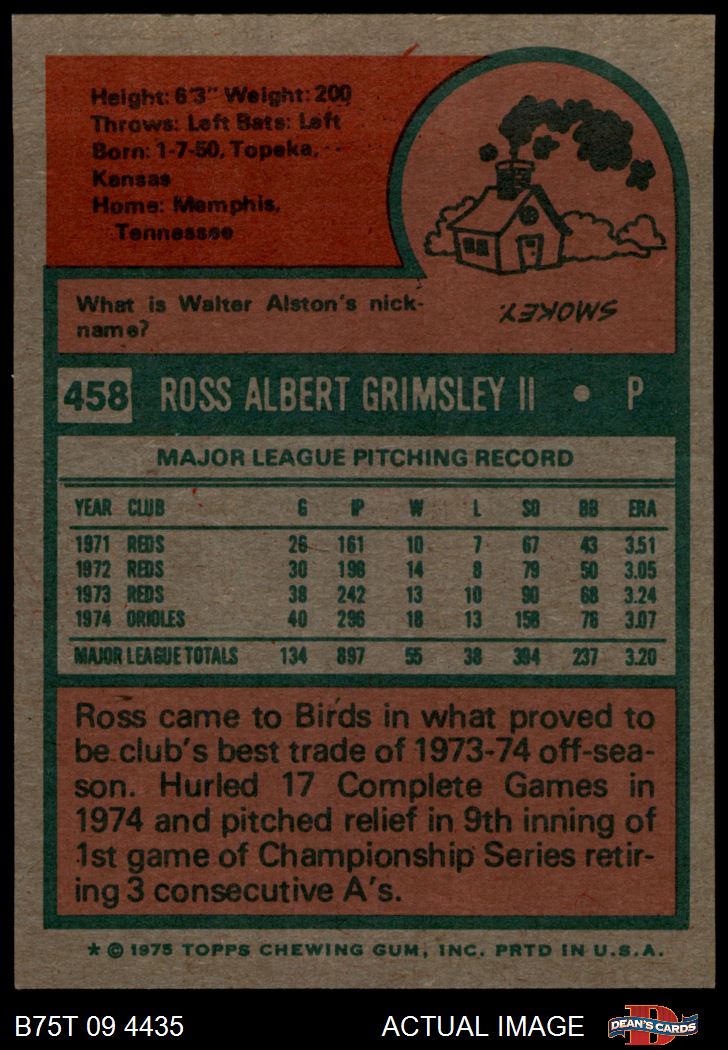 Height: 6'3" Weight: 200
Throws: Left Bats: Left
Born: 1-7-50, Topeka,
Kansas
Home: Memphis,
Tennessee
What is Walter Alston's nick-
name?
SMOKEY.
458 ROSS ALBERT GRIMSLEY II • P
MAJOR LEAGUE PITCHING RECORD
YEAR CLUB G IP W L SO BB ERA
1971 REDS 26 161 10 7 67 43 3.51
1972 REDS 30 198 14 8 79 50 3.05
1973 REDS 38 242 13 10 90 68 3.24
1974 ORIOLES 40 296 18 13 158 76 3.07
MAJOR LEAGUE TOTALS 134 897 55 38 394 237 3.20
Ross came to Birds in what proved to
be club's best trade of 1973-74 off-sea-
son. Hurled 17 Complete Games in
1974 and pitched relief in 9th inning of
1st game of Championship Series retir-
ing 3 consecutive A's.
* © 1975 TOPPS CHEWING GUM, INC. PRTD IN U.S.A.
B75T 09 4435 ACTUAL IMAGE DEAN'S CARDS